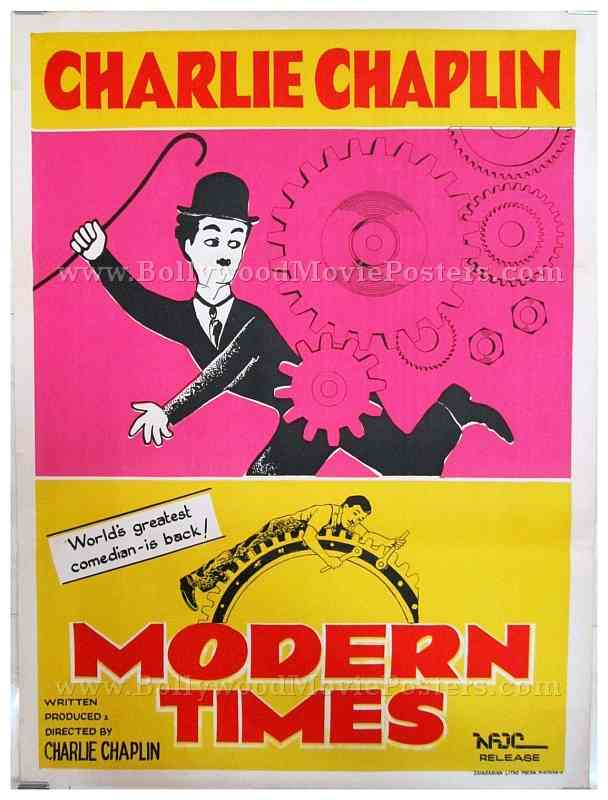 CHARLIE CHAPLIN
www.BollywoodMoviePosters.com
World's greatest
comedian-is back!
MODERN
www.BollywoodMoviePosters.com
TIMES
WRITTEN
PRODUCED &
DIRECTED BY
CHARLIE CHAPLIN
NFDC
RELEASE